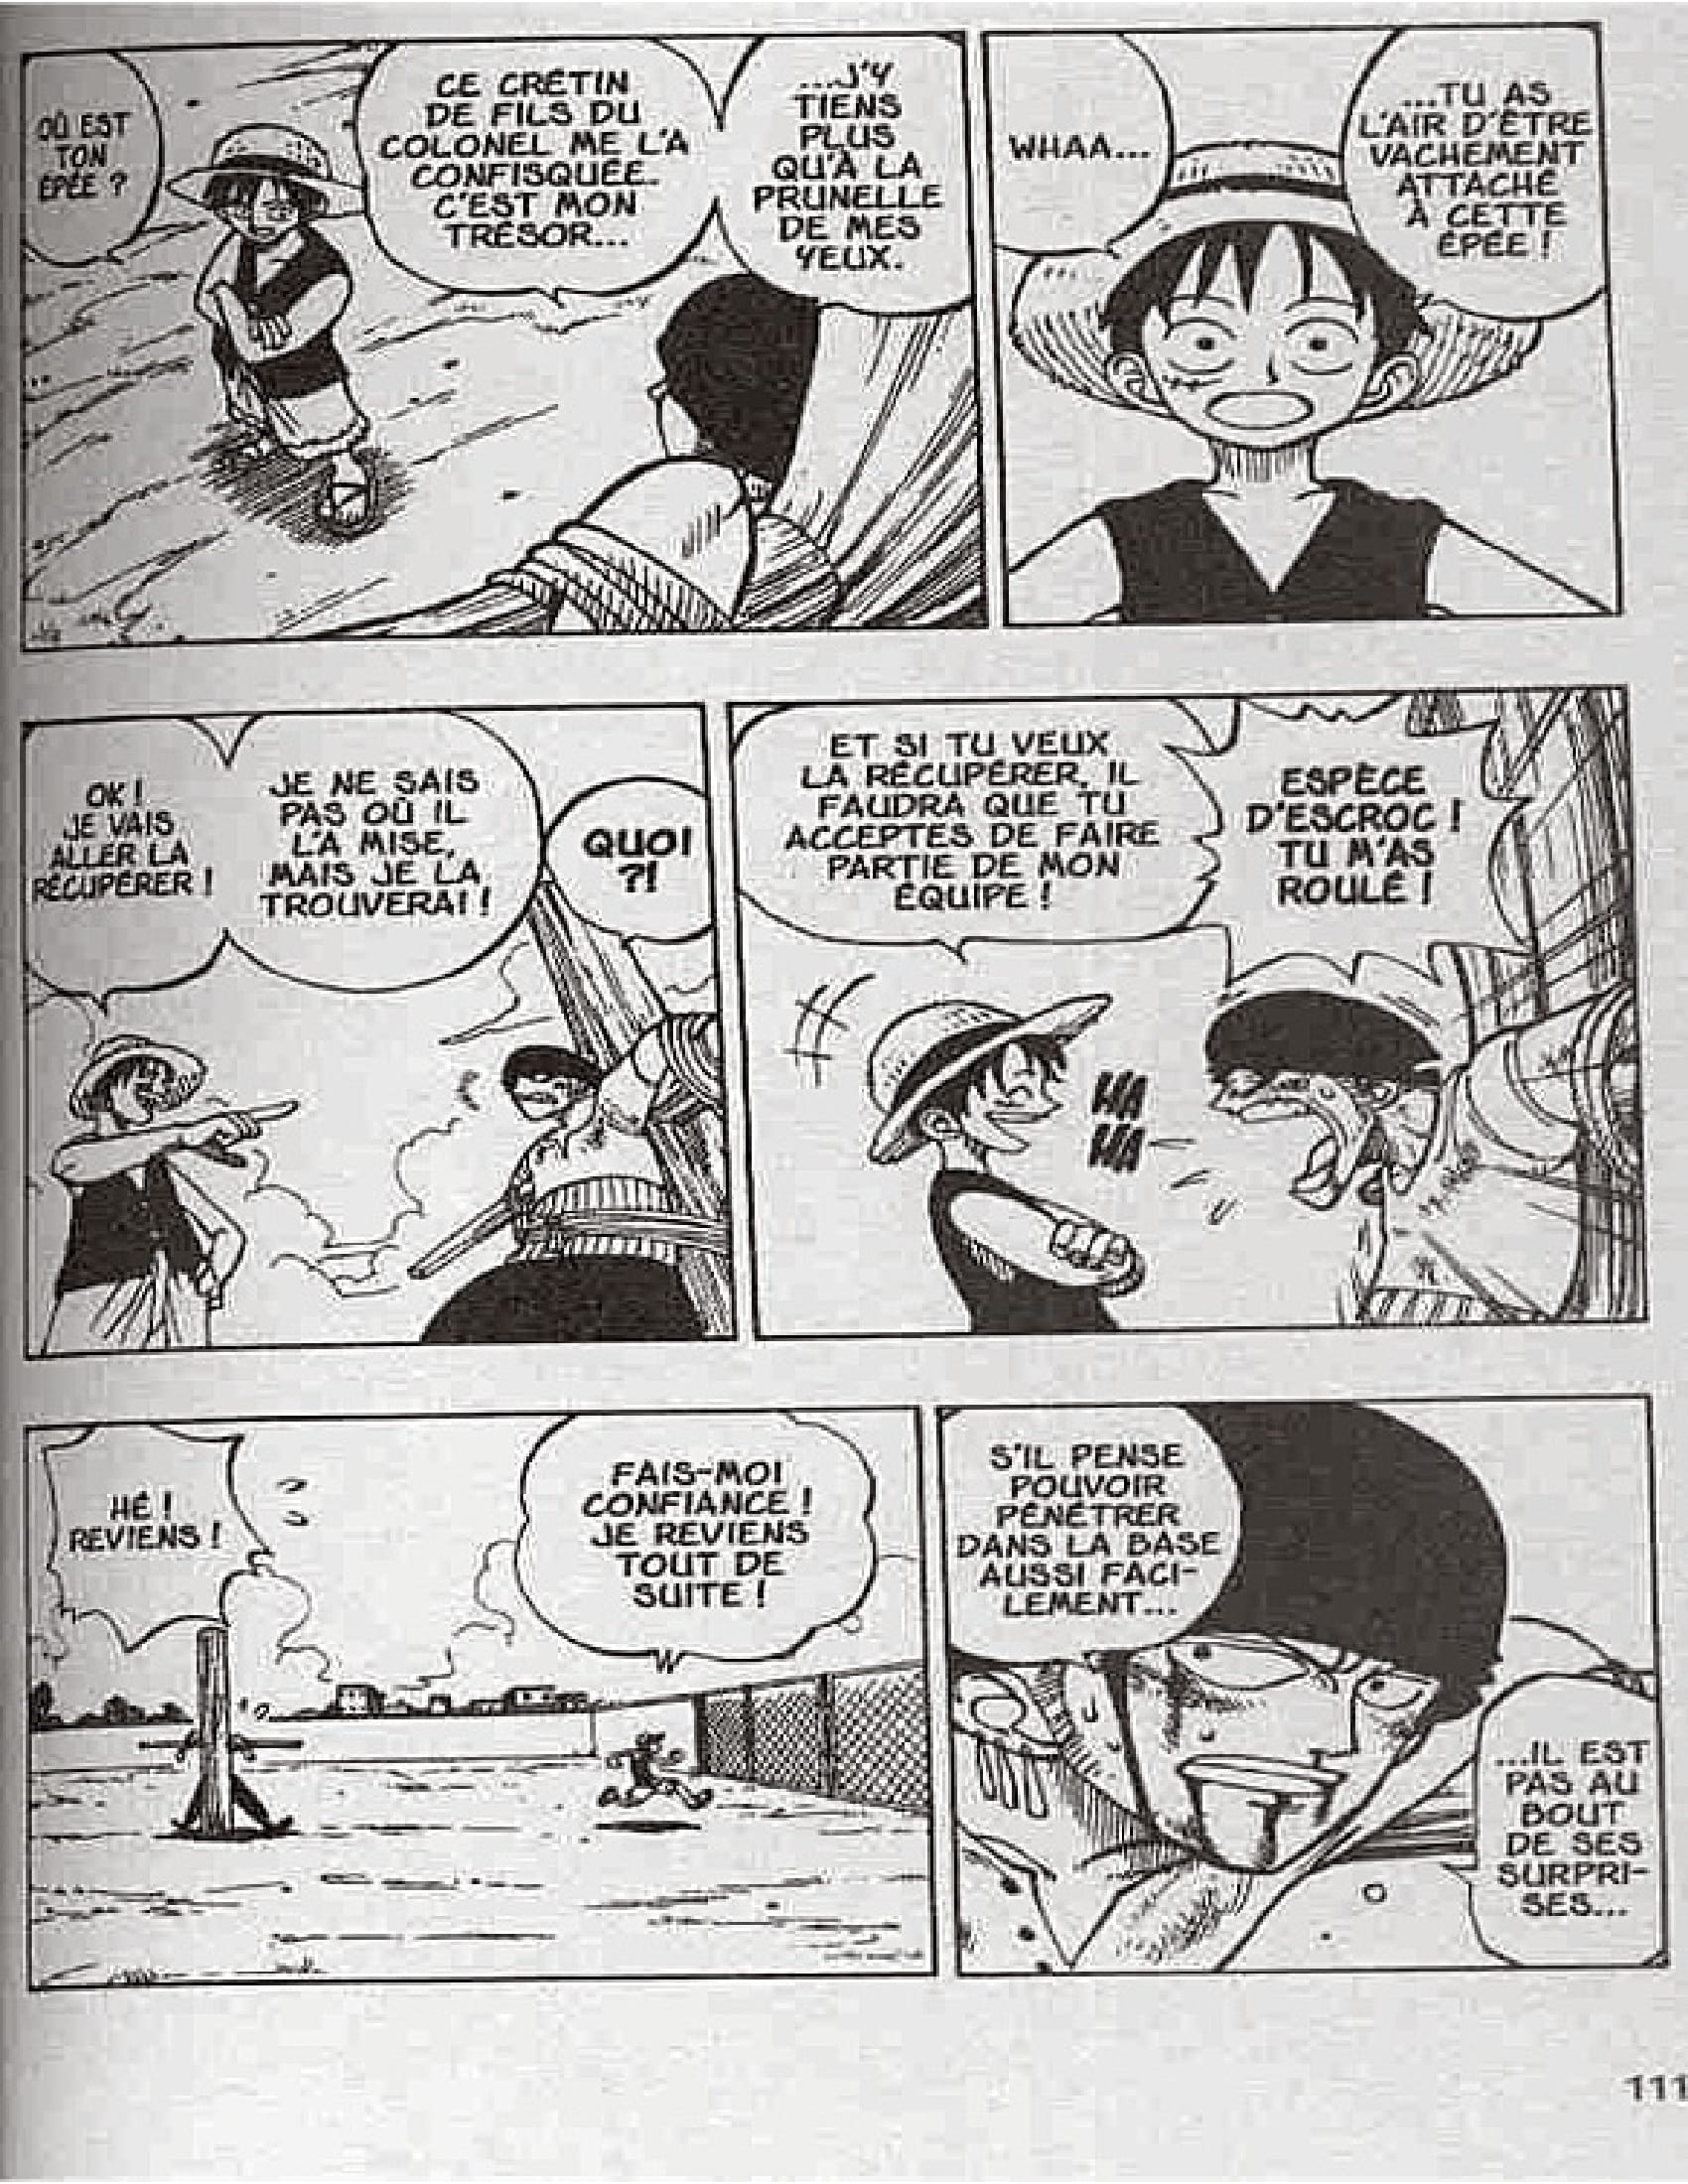 OÙ EST
TON
ÉPÉE ?
CE CRÉTIN
DE FILS DU
COLONEL ME L'A
CONFISQUÉE.
C'EST MON
TRÉSOR...
...J'Y
TIENS
PLUS
QU'À LA
PRUNELLE
DE MES
YEUX.
WHAA...
...TU AS
L'AIR D'ÊTRE
VACHEMENT
ATTACHÉ
À CETTE
ÉPÉE !
OK !
JE VAIS
ALLER LA
RÉCUPÉRER !
JE NE SAIS
PAS OÙ IL
L'A MISE,
MAIS JE LA
TROUVERAI !
QUOI
?!
ET SI TU VEUX
LA RÉCUPÉRER, IL
FAUDRA QUE TU
ACCEPTES DE FAIRE
PARTIE DE MON
ÉQUIPE !
ESPÈCE
D'ESCROC !
TU M'AS
ROULÉ !
HA
HA
HÉ !
REVIENS !
FAIS-MOI
CONFIANCE !
JE REVIENS
TOUT DE
SUITE !
S'IL PENSE
POUVOIR
PÉNÉTRER
DANS LA BASE
AUSSI FACI-
LEMENT...
...IL EST
PAS AU
BOUT
DE SES
SURPRI-
SES...
111